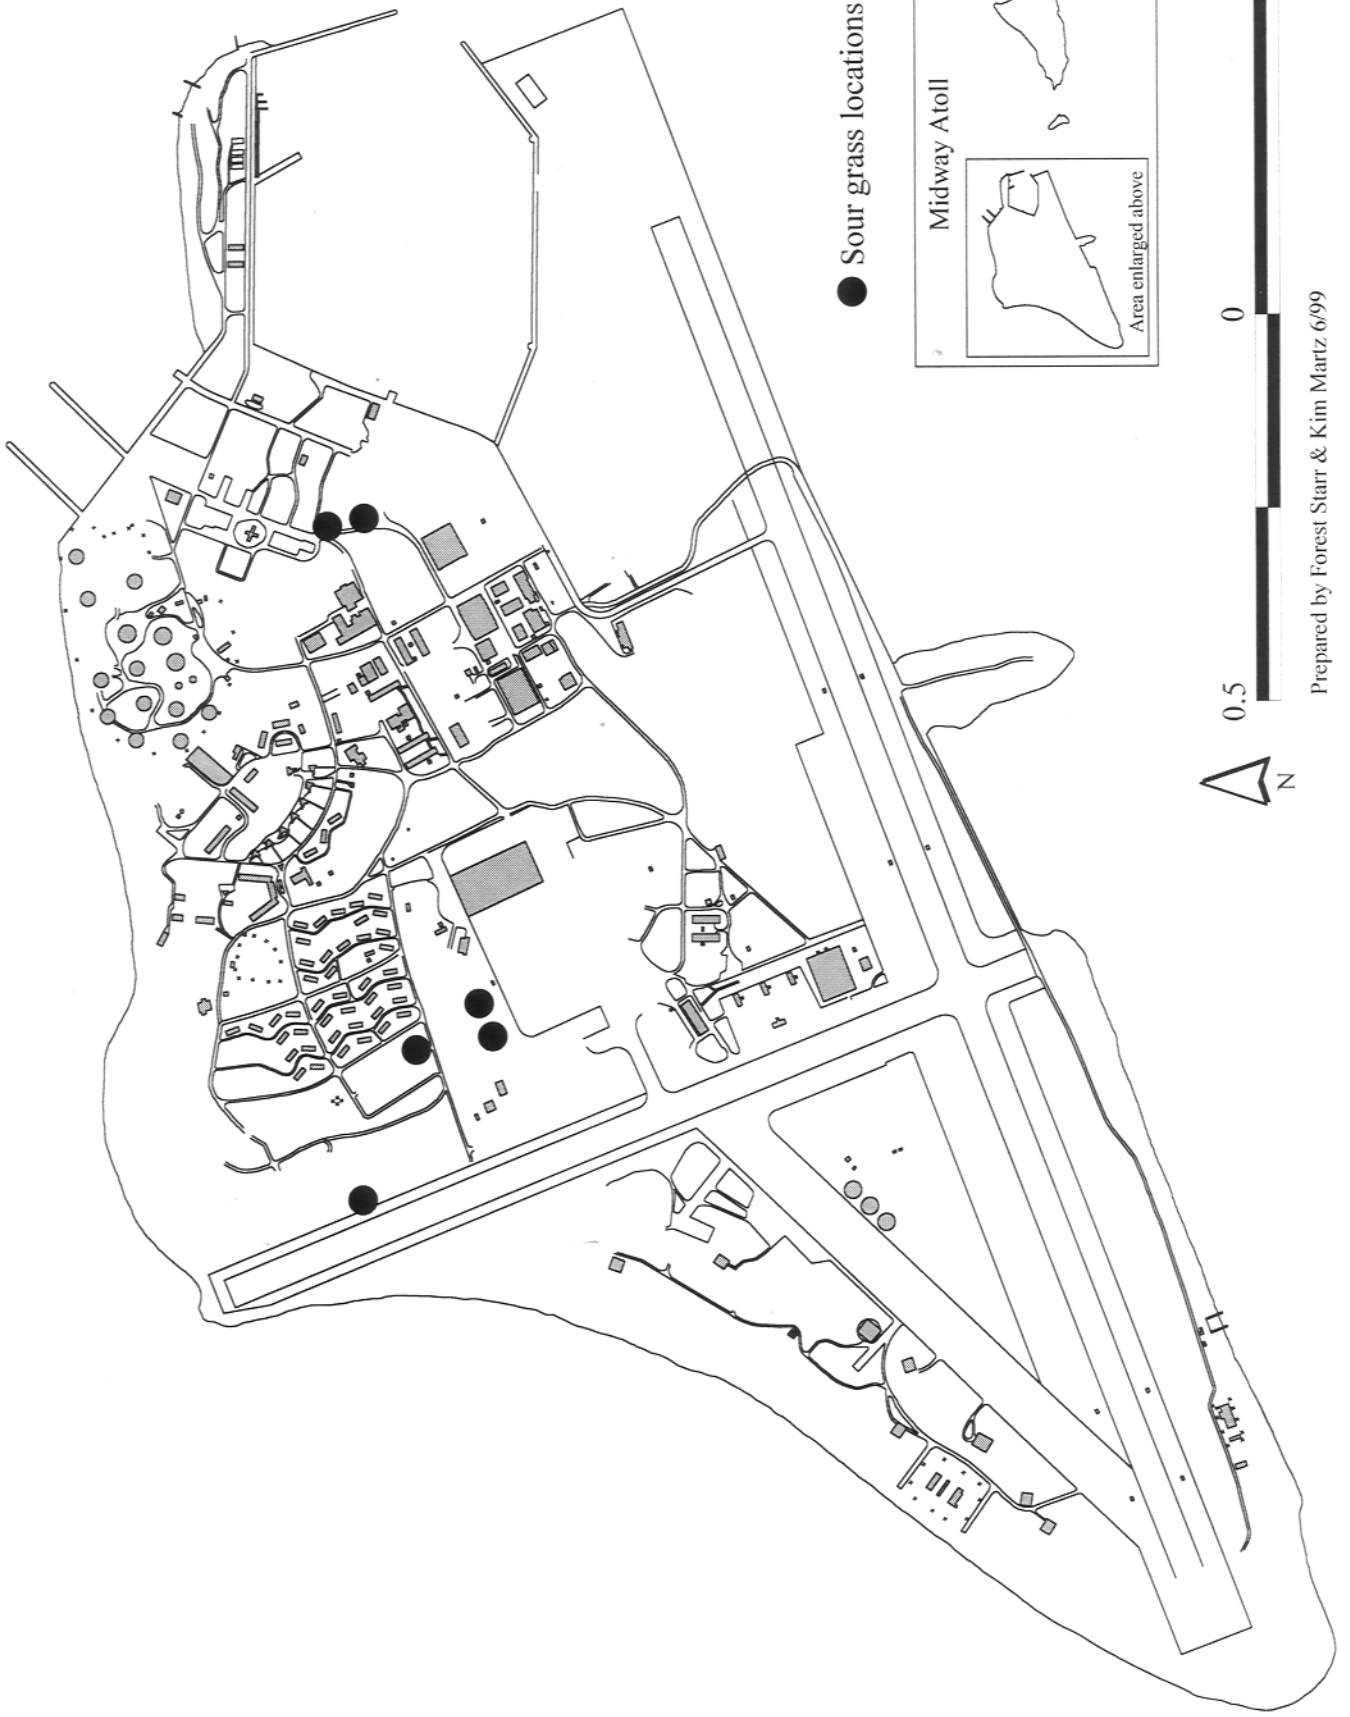 Sour grass locations
Midway Atoll
Area enlarged above
0.5
0
N
Prepared by Forest Starr & Kim Martz 6/99